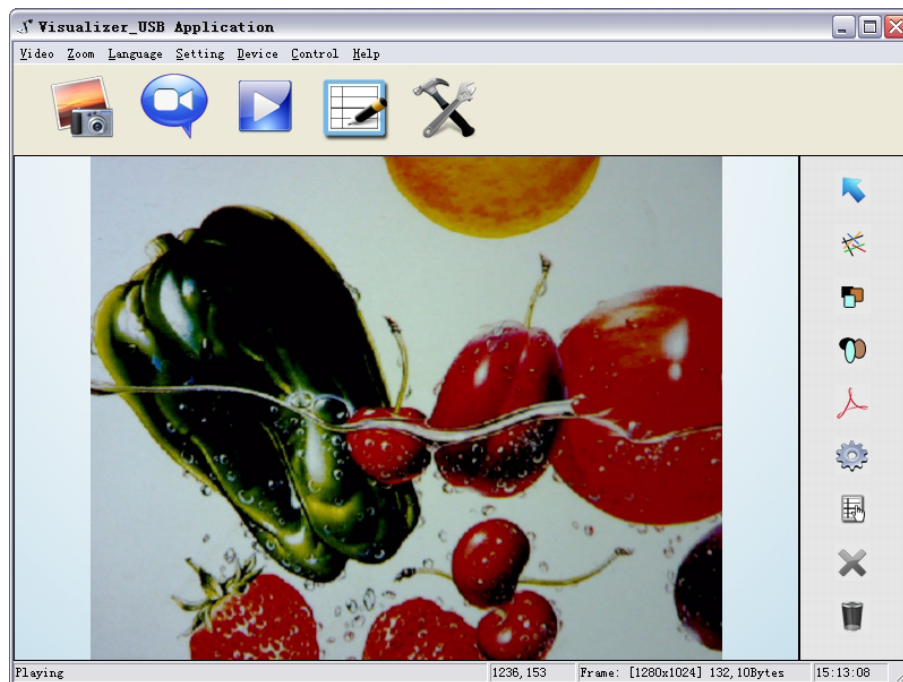 Visualizer_USB Application
Video Zoom Language Setting Device Control Help
Playing 1236,153 Frame: [1280x1024] 132,10Bytes 15:13:08